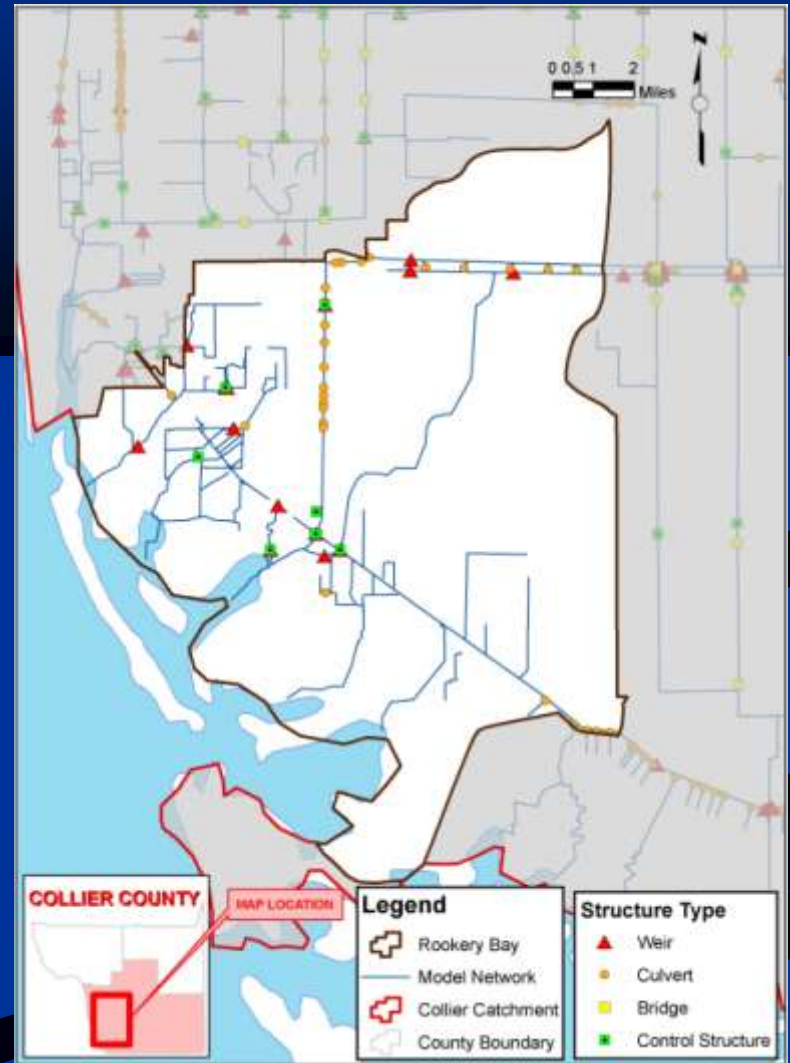 N
0 0.5 1 2
Miles
COLLIER COUNTY
MAP LOCATION
Legend
Rookery Bay
Model Network
Collier Catchment
County Boundary
Structure Type
Weir
Culvert
Bridge
Control Structure